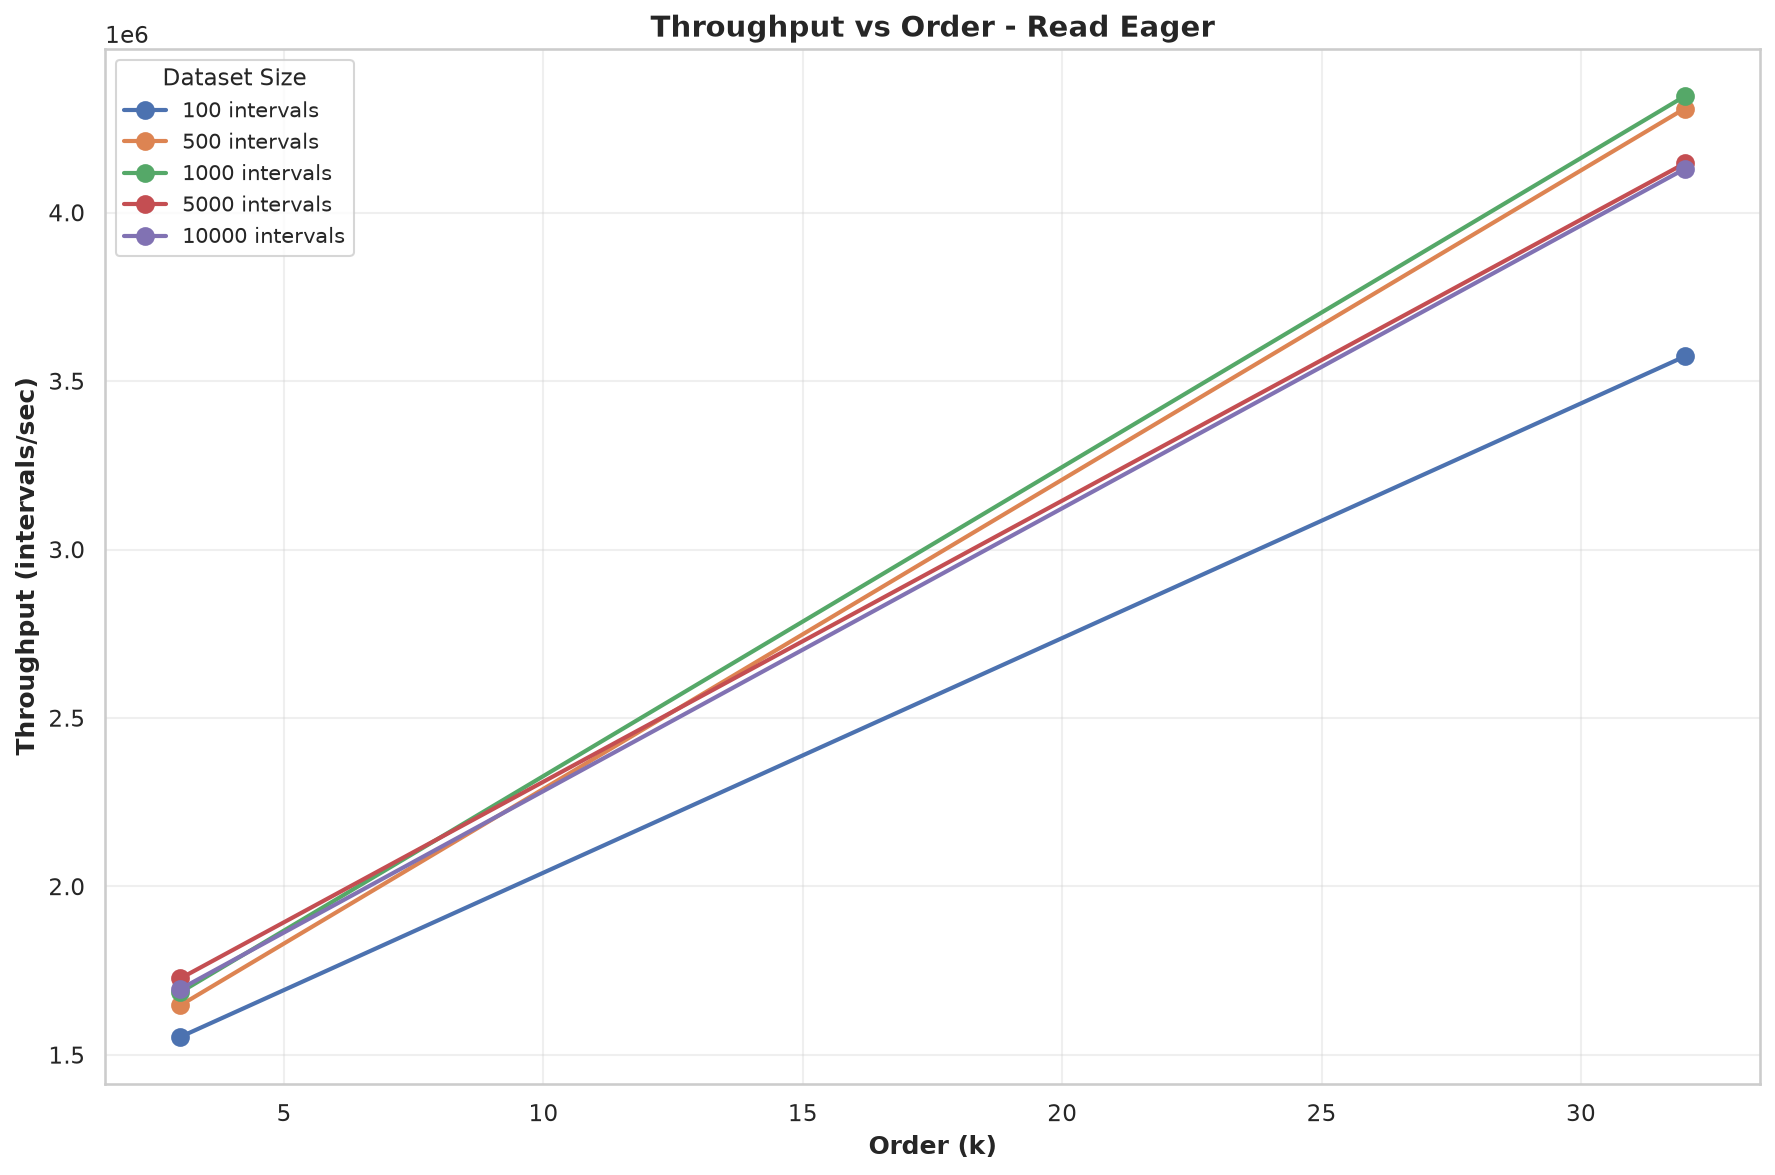 Throughput vs Order - Read Eager
1e6
Dataset Size
100 intervals
500 intervals
1000 intervals
5000 intervals
10000 intervals
Throughput (intervals/sec)
4.0
3.5
3.0
2.5
2.0
1.5
5 10 15 20 25 30
Order (k)